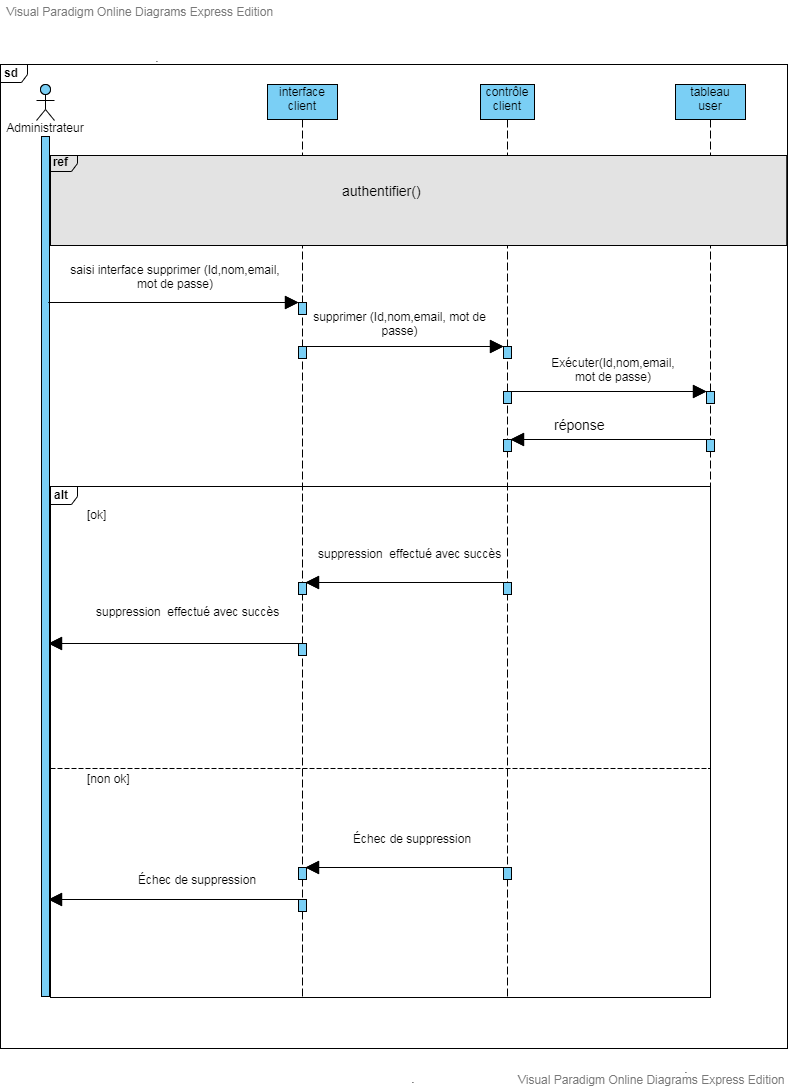 Visual Paradigm Online Diagrams Express Edition
sd
interface
client
contrôle
client
tableau
user
Administrateur
ref
authentifier()
saisi interface supprimer (Id,nom,email,
mot de passe)
supprimer (Id,nom,email, mot de
passe)
Exécuter(Id,nom,email,
mot de passe)
réponse
alt
[ok]
suppression  effectué avec succès
suppression  effectué avec succès
[non ok]
Échec de suppression
Échec de suppression
Visual Paradigm Online Diagrams Express Edition